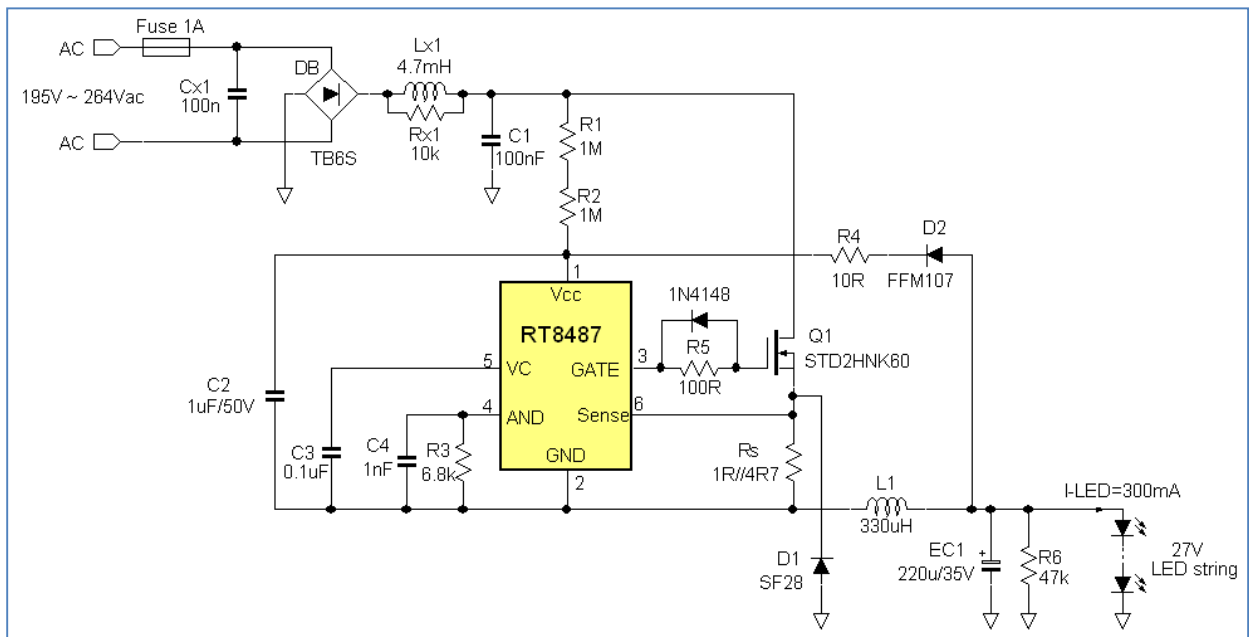 Fuse 1A
AC
195V ~ 264Vac
Cx1
100n
AC
DB
TB6S
Lx1
4.7mH
Rx1
10k
C1
100nF
R1
1M
R2
1M
R4
10R
D2
FFM107
1
Vcc
RT8487
5
VC
GATE
3
4
AND
Sense
6
GND
2
1N4148
R5
100R
Q1
STD2HNK60
C2
1uF/50V
C3
0.1uF
C4
1nF
R3
6.8k
Rs
1R//4R7
L1
330uH
D1
SF28
I-LED=300mA
+
EC1
220u/35V
R6
47k
27V
LED string